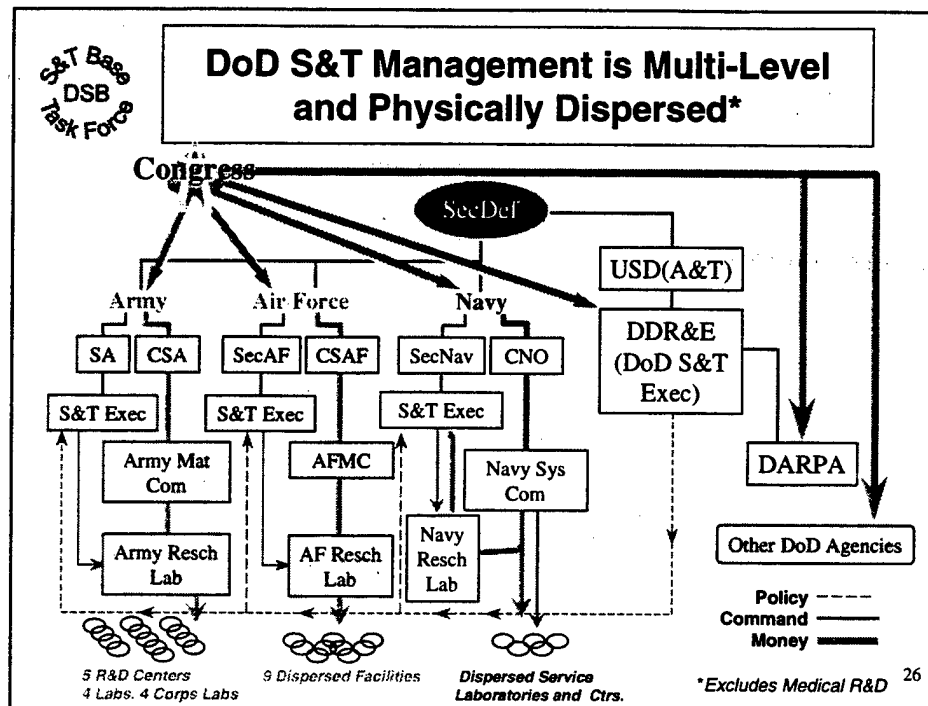 S&T Base
DSB
Task Force
DoD S&T Management is Multi-Level
and Physically Dispersed*
Congress
SecDef
USD(A&T)
Army
Air Force
Navy
DDR&E
(DoD S&T
Exec)
SA
CSA
SecAF
CSAF
SecNav
CNO
S&T Exec
S&T Exec
S&T Exec
Army Mat
Com
AFMC
Navy Sys
Com
DARPA
Army Resch
Lab
AF Resch
Lab
Navy
Resch
Lab
Other DoD Agencies
Policy
Command
Money
5 R&D Centers
4 Labs. 4 Corps Labs
9 Dispersed Facilities
Dispersed Service
Laboratories and Ctrs.
*Excludes Medical R&D
26